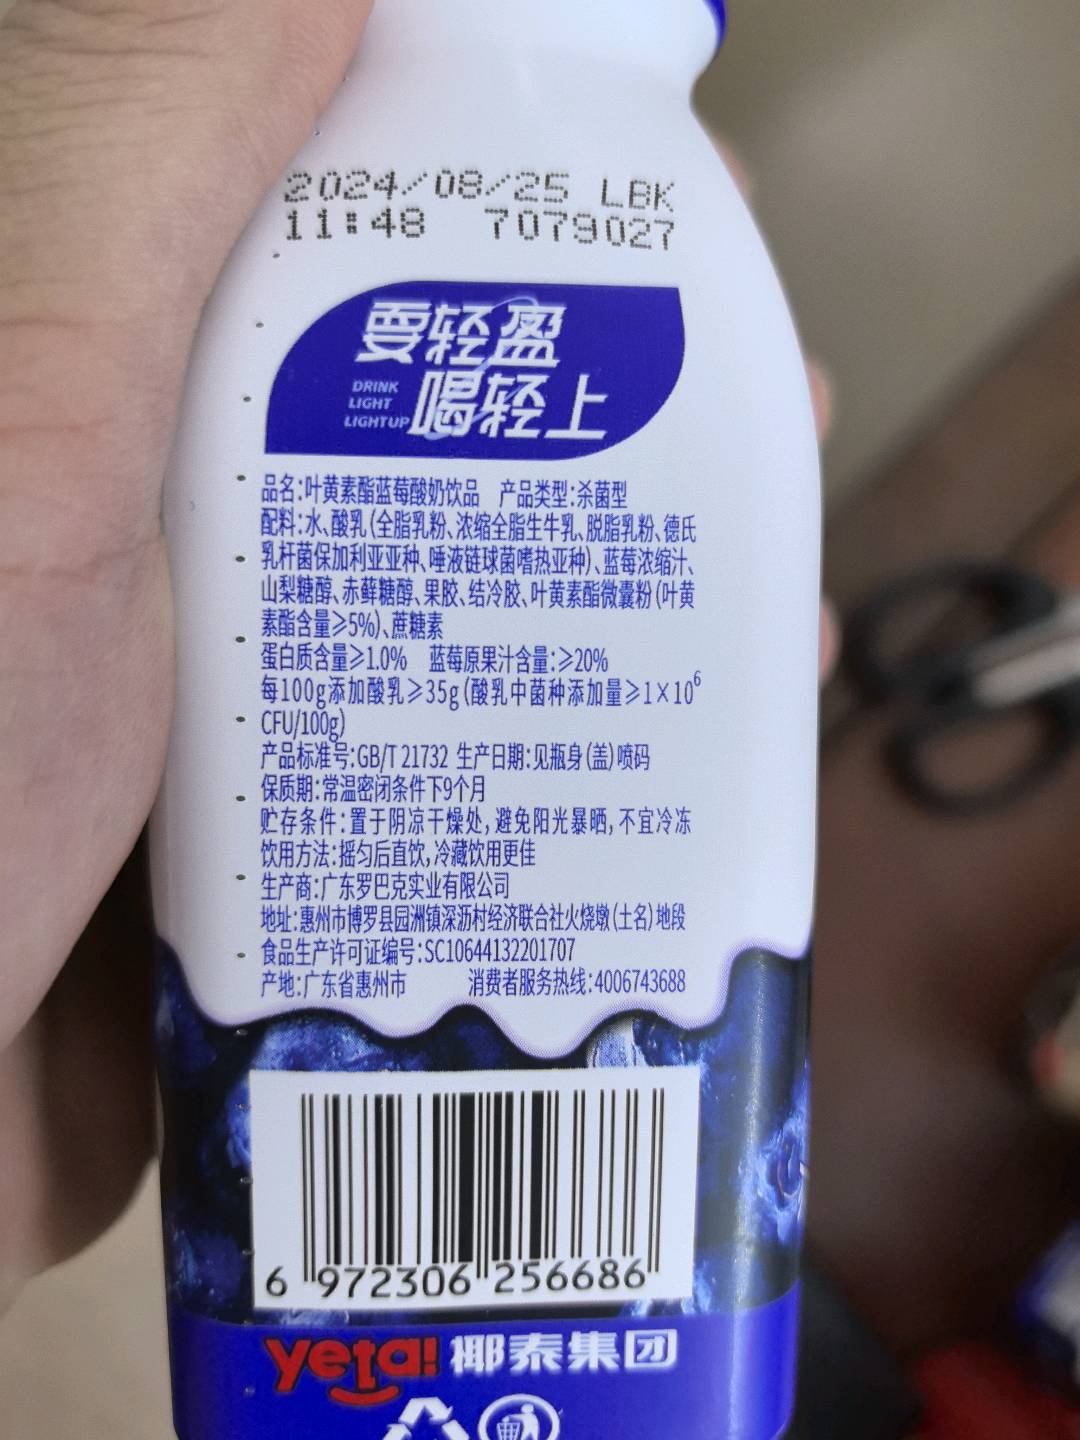 2024/08/25 LBK
11:48 7079027
要轻盈
DRINK
LIGHT
LIGHTUP
喝轻上
品名:叶黄素酯蓝莓酸奶饮品 产品类型:杀菌型
配料:水、酸乳(全脂乳粉、浓缩全脂生牛乳、脱脂乳粉、德氏
乳杆菌保加利亚亚种、唾液链球菌嗜热亚种)、蓝莓浓缩汁、
山梨糖醇、赤藓糖醇、果胶、结冷胶、叶黄素酯微囊粉(叶黄
素酯含量≥5%)、蔗糖素
蛋白质含量≥1.0% 蓝莓原果汁含量:≥20%
每100g添加酸乳≥35g(酸乳中菌种添加量≥1×10⁶
CFU/100g)
产品标准号:GB/T 21732 生产日期:见瓶身(盖)喷码
保质期:常温密闭条件下9个月
贮存条件:置于阴凉干燥处,避免阳光暴晒,不宜冷冻
饮用方法:摇匀后直饮,冷藏饮用更佳
生产商:广东罗巴克实业有限公司
地址:惠州市博罗县园洲镇深沥村经济联合社火烧墩(土名)地段
食品生产许可证编号:SC10644132201707
产地:广东省惠州市 消费者服务热线:4006743688
6 972306 256686
yeta! 椰泰集团